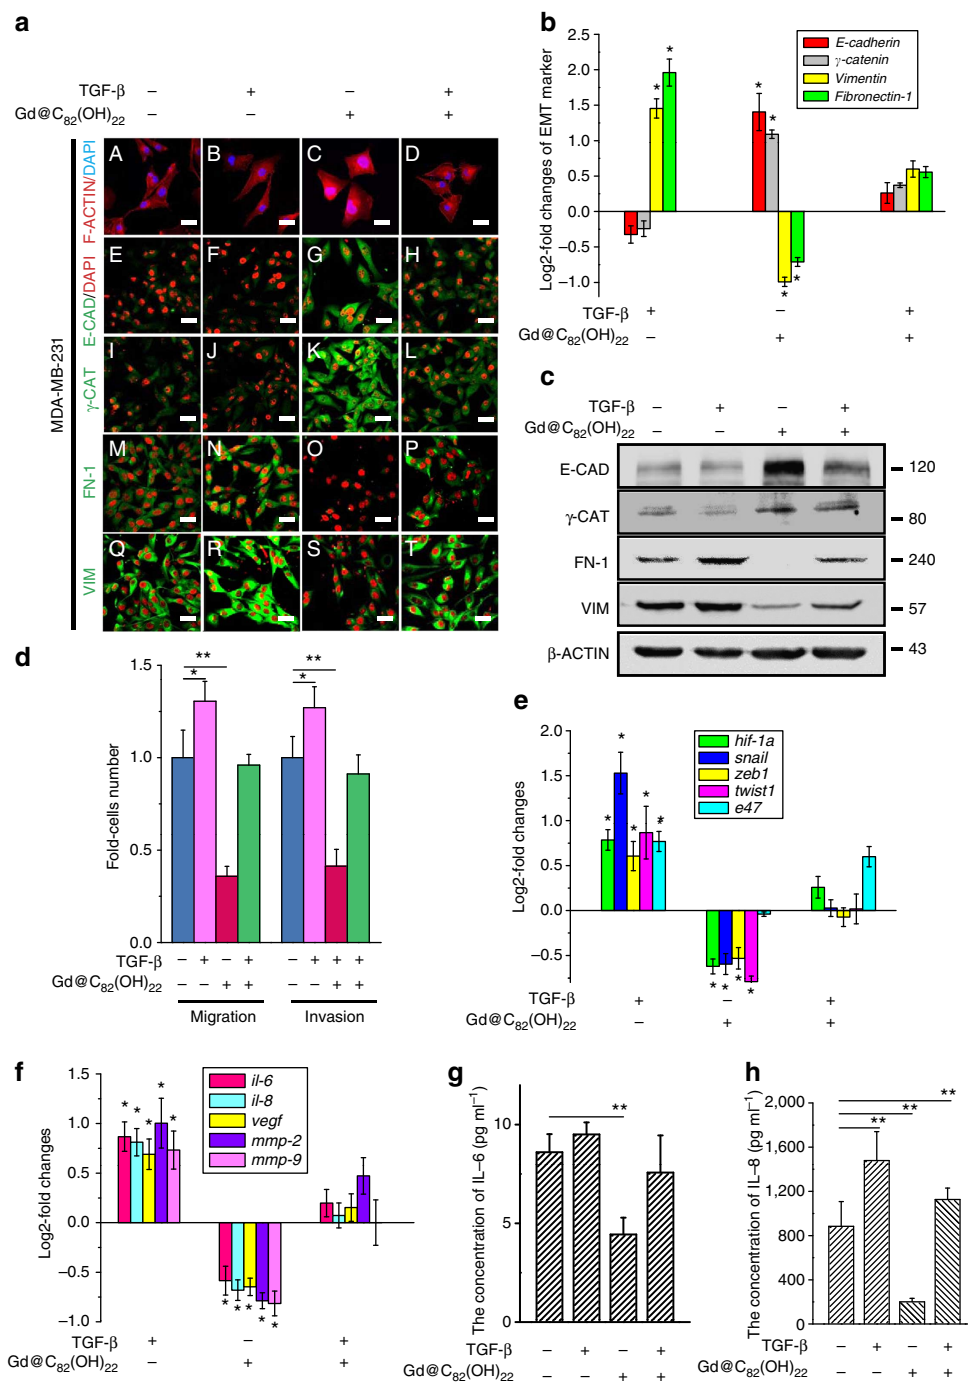 a
TGF-β – + – +
Gd@C82(OH)22 – – + +
MDA-MB-231
F-ACTIN/DAPI
A B C D
E-CAD/DAPI
E F G H
γ-CAT
I J K L
FN-1
M N O P
VIM
Q R S T
b
Log2-fold changes of EMT marker
2.5
2.0
1.5
1.0
0.5
0.0
–0.5
–1.0
E-cadherin
γ-catenin
Vimentin
Fibronectin-1
* * * * * *
TGF-β + – +
Gd@C82(OH)22 – + +
c
TGF-β – + – +
Gd@C82(OH)22 – – + +
E-CAD 120
γ-CAT 80
FN-1 240
VIM 57
β-ACTIN 43
d
Fold-cells number
1.5
1.0
0.5
0.0
** *
** *
TGF-β – + – + – + + +
Gd@C82(OH)22 – – + + – – + +
Migration Invasion
e
Log2-fold changes
2.0
1.5
1.0
0.5
0.0
–0.5
hif-1a
snail
zeb1
twist1
e47
* * * * *
* * * *
TGF-β + – +
Gd@C82(OH)22 – + +
f
Log2-fold changes
1.0
0.5
0.0
–0.5
–1.0
il-6
il-8
vegf
mmp-2
mmp-9
* * * * *
* * * * *
TGF-β + – +
Gd@C82(OH)22 – + +
g
The concentration of IL–6 (pg ml–1)
10
5
0
**
TGF-β – + – +
Gd@C82(OH)22 – – + +
h
The concentration of IL–8 (pg ml–1)
1,600
1,200
800
400
0
**
**
**
TGF-β – + – +
Gd@C82(OH)22 – – + +